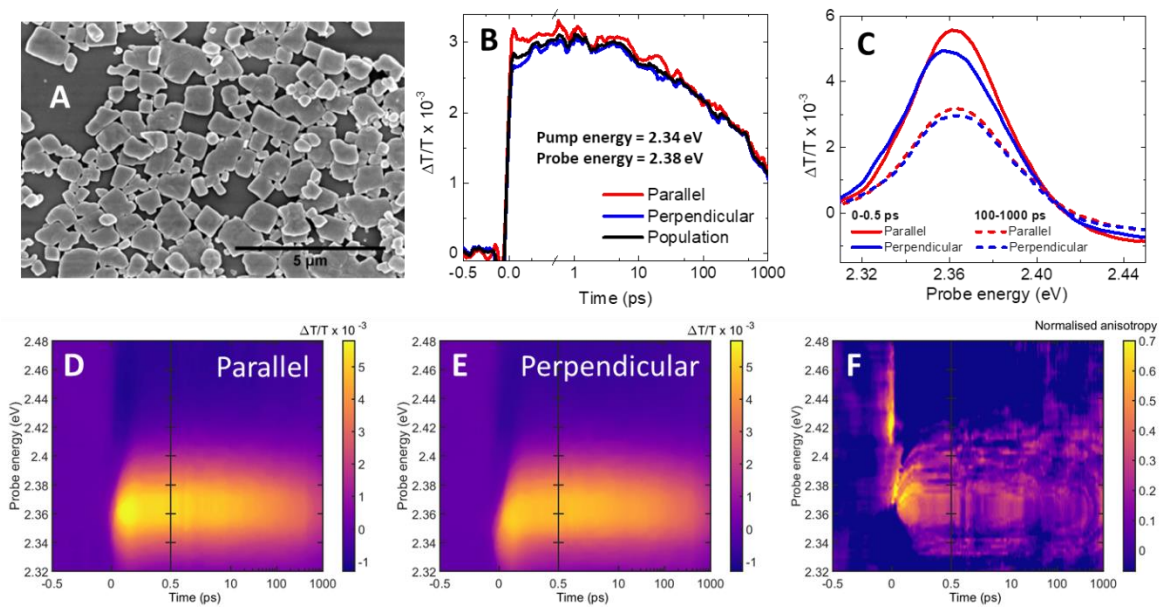 A
5 μm
B
ΔT/T x 10⁻³
3
2
1
0
Pump energy = 2.34 eV
Probe energy = 2.38 eV
Parallel
Perpendicular
Population
-0.5 0.0 1 10 100 1000
Time (ps)
C
ΔT/T x 10⁻³
6
4
2
0
0-0.5 ps 100-1000 ps
Parallel Parallel
Perpendicular Perpendicular
2.32 2.36 2.40 2.44
Probe energy (eV)
D
Parallel
ΔT/T x 10⁻³
Probe energy (eV)
2.48
2.46
2.44
2.42
2.4
2.38
2.36
2.34
2.32
-0.5 0 0.5 10 100 1000
Time (ps)
5
4
3
2
1
0
-1
E
Perpendicular
ΔT/T x 10⁻³
Probe energy (eV)
2.48
2.46
2.44
2.42
2.4
2.38
2.36
2.34
2.32
-0.5 0 0.5 10 100 1000
Time (ps)
5
4
3
2
1
0
-1
F
Normalised anisotropy
Probe energy (eV)
2.48
2.46
2.44
2.42
2.4
2.38
2.36
2.34
2.32
-0.5 0 0.5 10 100 1000
Time (ps)
0.7
0.6
0.5
0.4
0.3
0.2
0.1
0